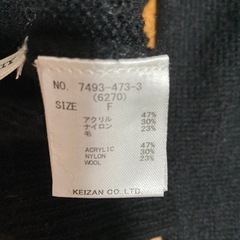 NO. 7493-473-3
(6270)
SIZE F
アクリル 47%
ナイロン 30%
毛 23%
ACRYLIC 47%
NYLON 30%
WOOL 23%
KEIZAN CO.,LTD.